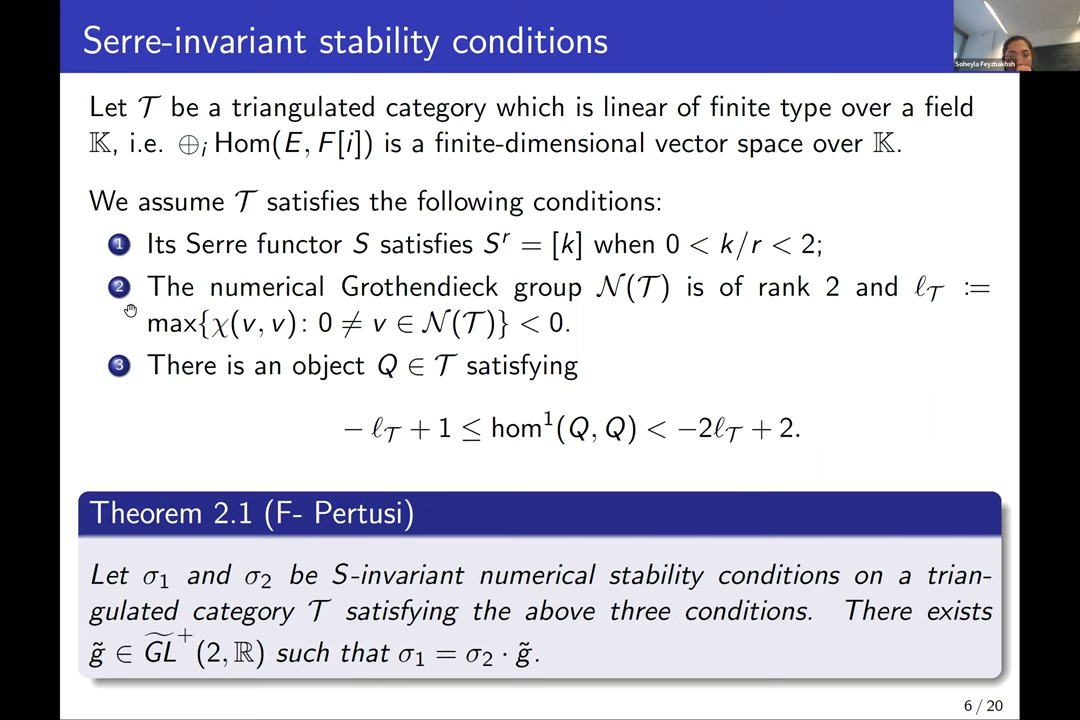 Serre-invariant stability conditions
Soheyla Feyzbakhsh
Let 𝒯 be a triangulated category which is linear of finite type over a field
𝕂, i.e. ⊕ᵢ Hom(E, F[i]) is a finite-dimensional vector space over 𝕂.
We assume 𝒯 satisfies the following conditions:
1 Its Serre functor S satisfies Sʳ = [k] when 0 < k/r < 2;
2 The numerical Grothendieck group 𝒩(𝒯) is of rank 2 and ℓ_𝒯 :=
max{χ(v, v): 0 ≠ v ∈ 𝒩(𝒯)} < 0.
3 There is an object Q ∈ 𝒯 satisfying
− ℓ_𝒯 + 1 ≤ hom¹(Q, Q) < −2ℓ_𝒯 + 2.
Theorem 2.1 (F- Pertusi)
Let σ₁ and σ₂ be S-invariant numerical stability conditions on a trian-
gulated category 𝒯 satisfying the above three conditions. There exists
g̃ ∈ G͂L⁺(2, ℝ) such that σ₁ = σ₂ · g̃.
6 / 20